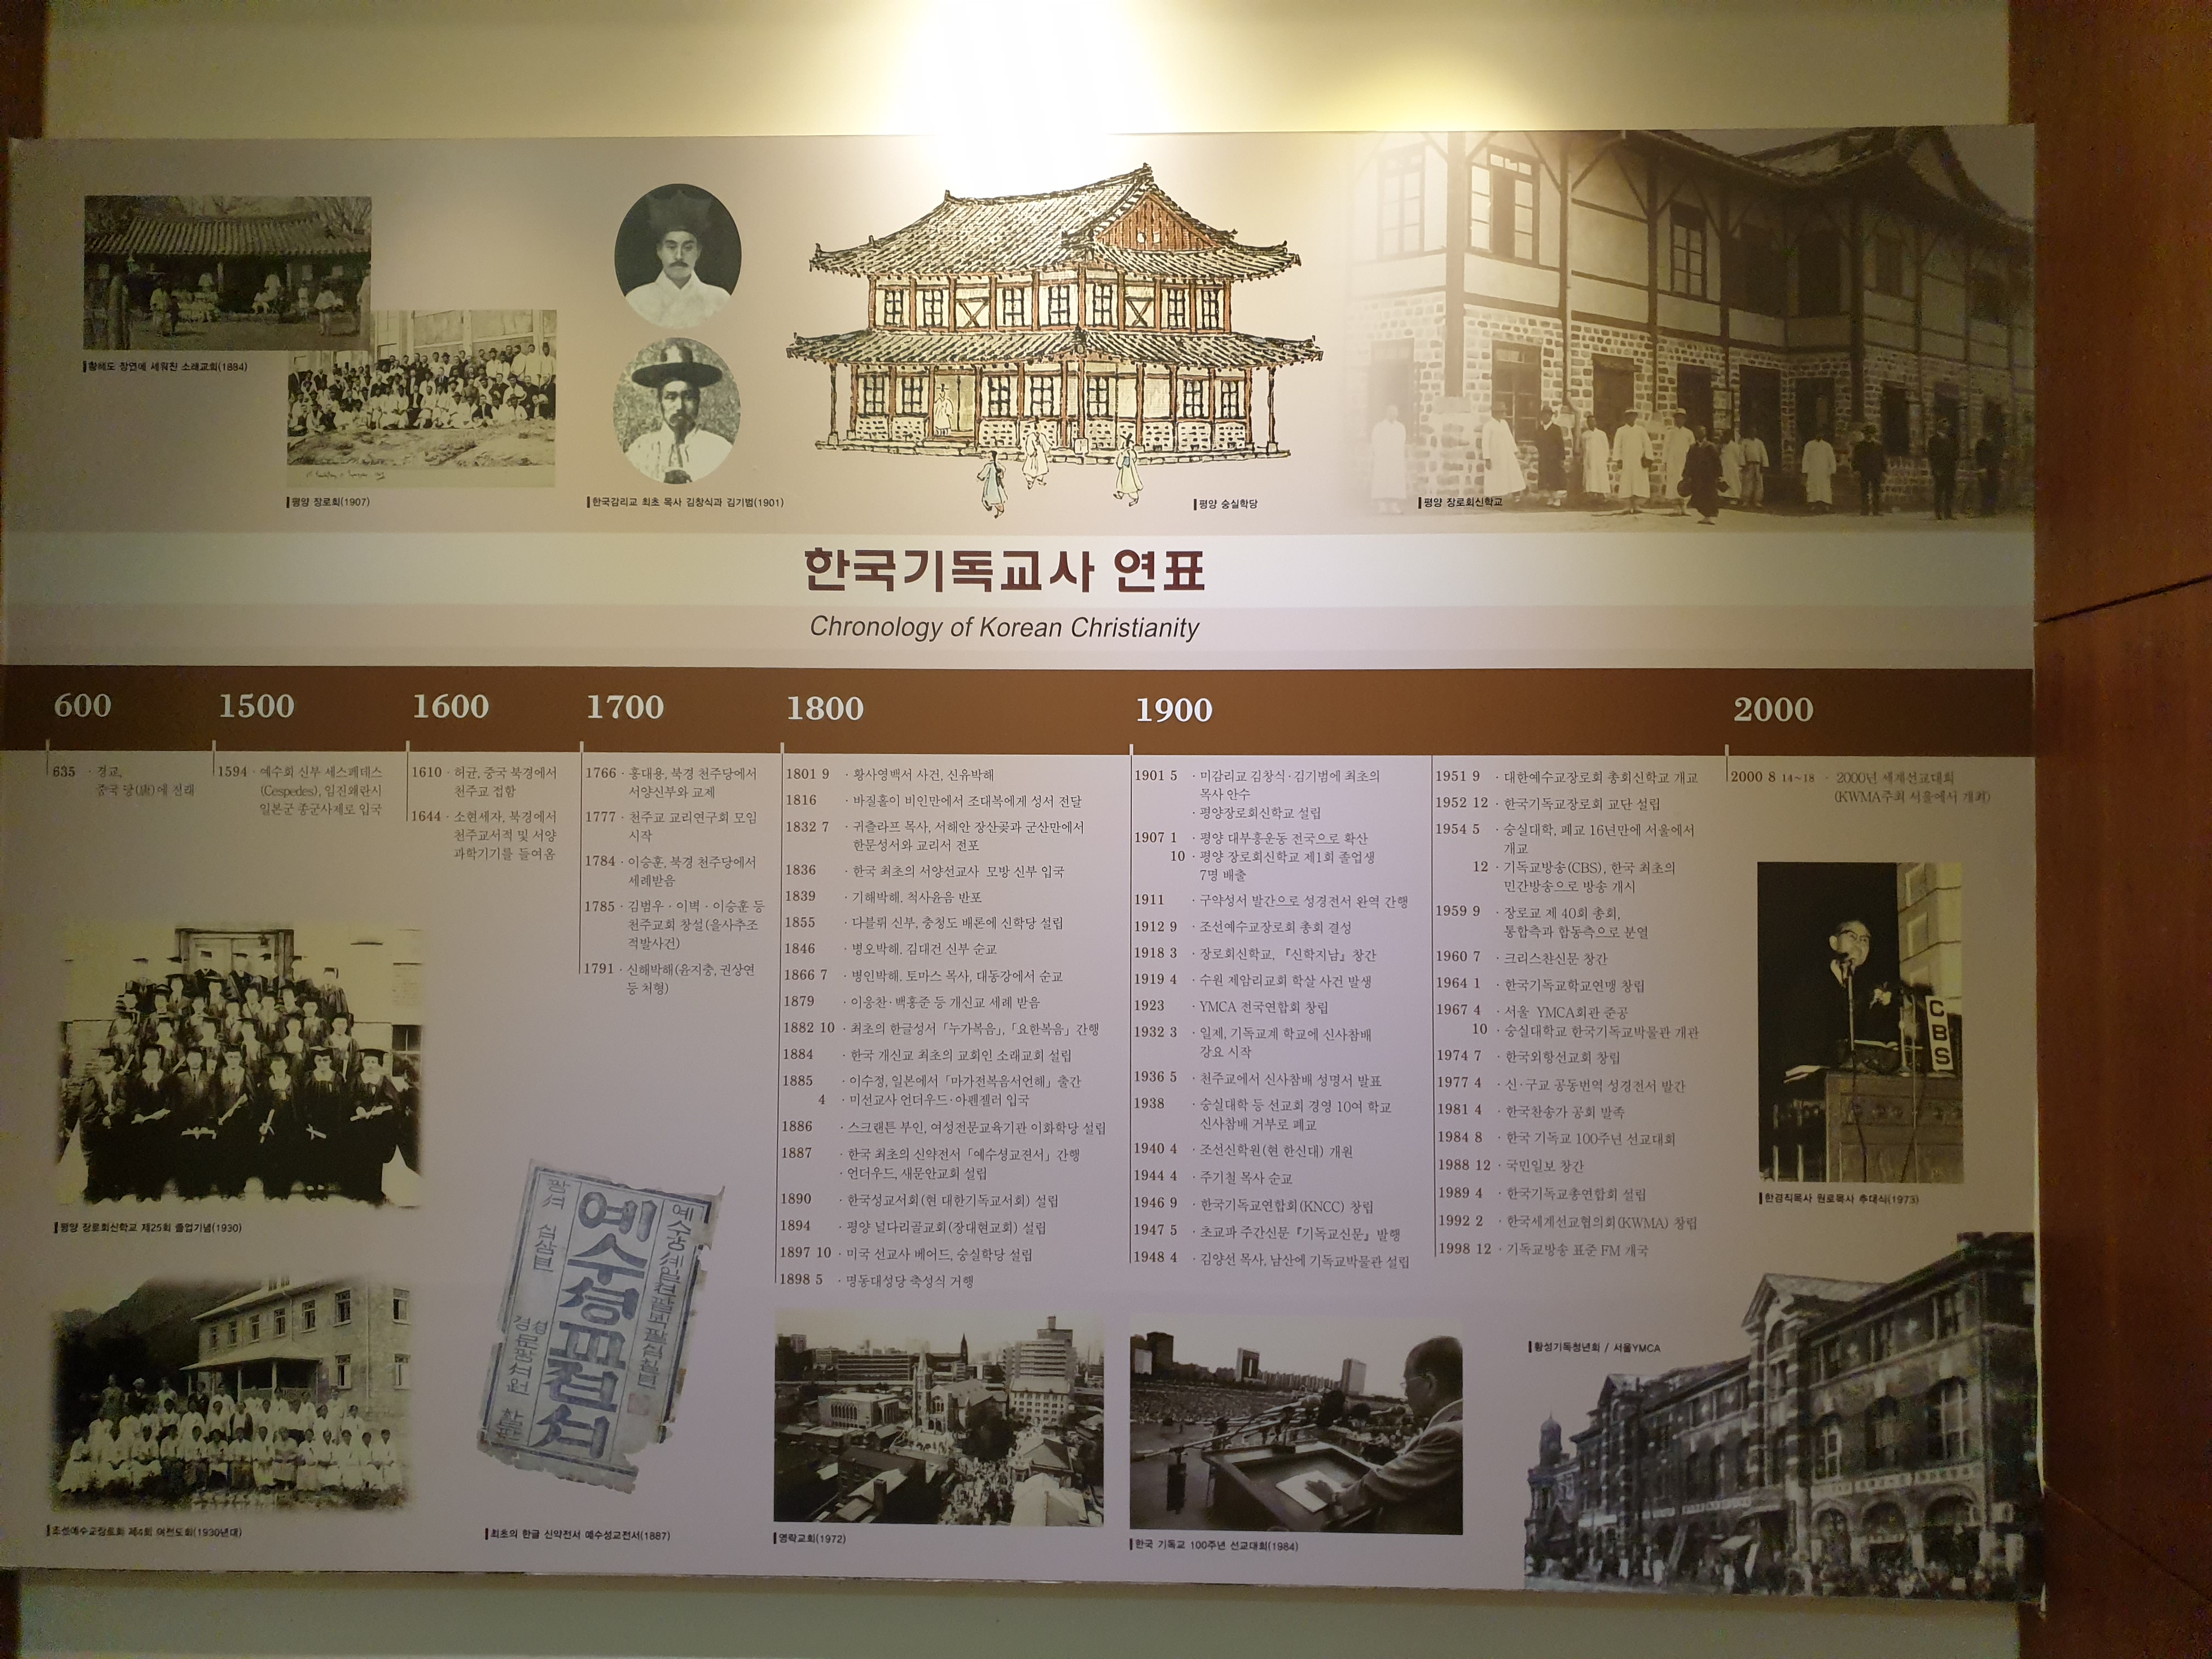 황해도 장연에 세워진 소래교회(1884)
평양 장로회(1907)
한국감리교 최초 목사 김창식과 김기범(1901)
평양 숭실학당
평양 장로회신학교
한국기독교사 연표
Chronology of Korean Christianity
600
1500
1600
1700
1800
1900
2000
635 · 경교,
중국 당(唐)에 전래
1594 · 예수회 신부 세스페데스
(Cespedes), 임진왜란시
일본군 종군사제로 입국
1610 · 허균, 중국 북경에서
천주교 접함
1644 · 소현세자, 북경에서
천주교서적 및 서양
과학기기를 들여옴
1766 · 홍대용, 북경 천주당에서
서양신부와 교제
1777 · 천주교 교리연구회 모임
시작
1784 · 이승훈, 북경 천주당에서
세례받음
1785 · 김범우 · 이벽 · 이승훈 등
천주교회 창설(을사추조
적발사건)
1791 · 신해박해(윤지충, 권상연
등 처형)
1801 9 · 황사영백서 사건, 신유박해
1816 · 바질홀이 비인만에서 조대복에게 성서 전달
1832 7 · 귀츨라프 목사, 서해안 장산곶과 군산만에서
한문성서와 교리서 전포
1836 · 한국 최초의 서양선교사 모방 신부 입국
1839 · 기해박해, 척사윤음 반포
1855 · 다블뤼 신부, 충청도 배론에 신학당 설립
1846 · 병오박해, 김대건 신부 순교
1866 7 · 병인박해, 토마스 목사, 대동강에서 순교
1879 · 이응찬 · 백홍준 등 개신교 세례 받음
1882 10 · 최초의 한글성서「누가복음」,「요한복음」간행
1884 · 한국 개신교 최초의 교회인 소래교회 설립
1885 · 이수정, 일본에서「마가전복음서언해」출간
4 · 미선교사 언더우드 · 아펜젤러 입국
1886 · 스크랜튼 부인, 여성전문교육기관 이화학당 설립
1887 · 한국 최초의 신약전서「예수셩교젼서」간행
· 언더우드, 새문안교회 설립
1890 · 한국성교서회(현 대한기독교서회) 설립
1894 · 평양 널다리골교회(장대현교회) 설립
1897 10 · 미국 선교사 베어드, 숭실학당 설립
1898 5 · 명동대성당 축성식 거행
1901 5 · 미감리교 김창식 · 김기범에 최초의
목사 안수
· 평양장로회신학교 설립
1907 1 · 평양 대부흥운동 전국으로 확산
10 · 평양 장로회신학교 제1회 졸업생
7명 배출
1911 · 구약성서 발간으로 성경전서 완역 간행
1912 9 · 조선예수교장로회 총회 결성
1918 3 · 장로회신학교, 『신학지남』 창간
1919 4 · 수원 제암리교회 학살 사건 발생
1923 · YMCA 전국연합회 창립
1932 3 · 일제, 기독교계 학교에 신사참배
강요 시작
1936 5 · 천주교에서 신사참배 성명서 발표
1938 · 숭실대학 등 선교회 경영 10여 학교
신사참배 거부로 폐교
1940 4 · 조선신학원(현 한신대) 개원
1944 4 · 주기철 목사 순교
1946 9 · 한국기독교연합회(KNCC) 창립
1947 5 · 초교파 주간신문『기독교신문』발행
1948 4 · 김양선 목사, 남산에 기독교박물관 설립
1951 9 · 대한예수교장로회 총회신학교 개교
1952 12 · 한국기독교장로회 교단 설립
1954 5 · 숭실대학, 폐교 16년만에 서울에서
개교
12 · 기독교방송(CBS), 한국 최초의
민간방송으로 방송 개시
1959 9 · 장로교 제 40회 총회,
통합측과 합동측으로 분열
1960 7 · 크리스찬신문 창간
1964 1 · 한국기독교학교연맹 창립
1967 4 · 서울 YMCA회관 준공
10 · 숭실대학교 한국기독교박물관 개관
1974 7 · 한국외항선교회 창립
1977 4 · 신 · 구교 공동번역 성경전서 발간
1981 4 · 한국찬송가 공회 발족
1984 8 · 한국 기독교 100주년 선교대회
1988 12 · 국민일보 창간
1989 4 · 한국기독교총연합회 설립
1992 2 · 한국세계선교협의회(KWMA) 창립
1998 12 · 기독교방송 표준 FM 개국
2000 8 14~18 · 2000년 세계선교대회
(KWMA주최 서울에서 개최)
CBS
한경직목사 원로목사 추대식(1973)
평양 장로회신학교 제25회 졸업기념(1930)
조선예수교장로회 제4회 여전도회(1930년대)
예수셩교젼셔
최초의 한글 신약전서 예수성교전서(1887)
영락교회(1972)
한국 기독교 100주년 선교대회(1984)
황성기독청년회 / 서울YMCA